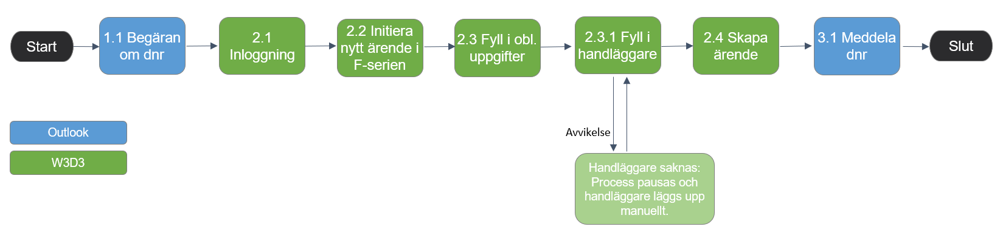 Start
1.1 Begäran
om dnr
2.1
Inloggning
2.2 Initiera
nytt ärende i
F-serien
2.3 Fyll i obl.
uppgifter
2.3.1 Fyll i
handläggare
2.4 Skapa
ärende
3.1 Meddela
dnr
Slut
Outlook
W3D3
Avvikelse
Handläggare saknas:
Process pausas och
handläggare läggs upp
manuellt.